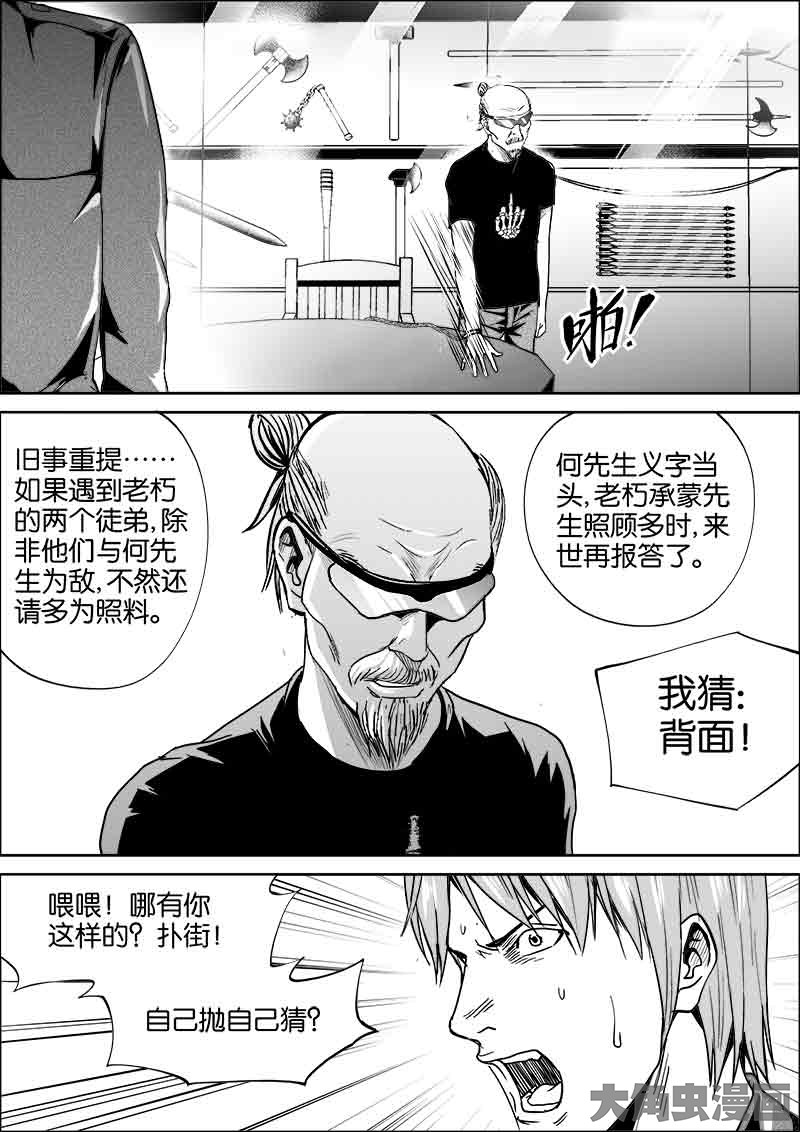 啪!
旧事重提……
如果遇到老朽
的两个徒弟,除
非他们与何先
生为敌,不然还
请多为照料。
何先生义字当
头,老朽承蒙先
生照顾多时,来
世再报答了。
我猜:
背面!
喂喂!哪有你
这样的?扑街!
自己抛自己猜?
大角虫漫画